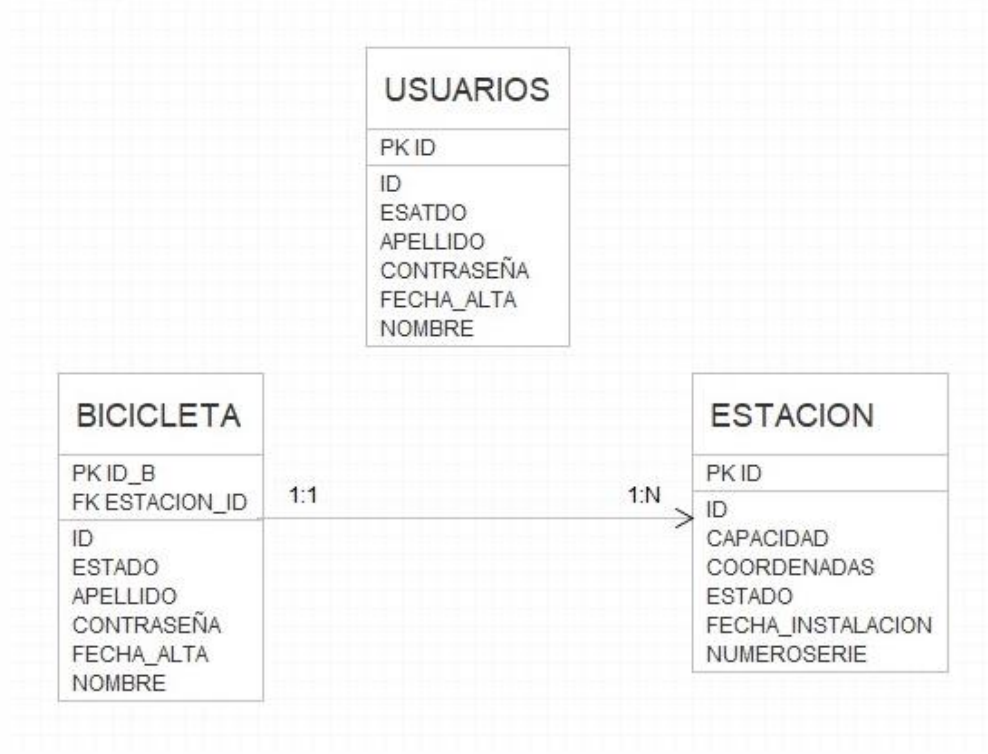 USUARIOS
PK ID
ID
ESATDO
APELLIDO
CONTRASEÑA
FECHA_ALTA
NOMBRE
BICICLETA
PK ID_B
FK ESTACION_ID
ID
ESTADO
APELLIDO
CONTRASEÑA
FECHA_ALTA
NOMBRE
1:1
1:N
ESTACION
PK ID
ID
CAPACIDAD
COORDENADAS
ESTADO
FECHA_INSTALACION
NUMEROSERIE